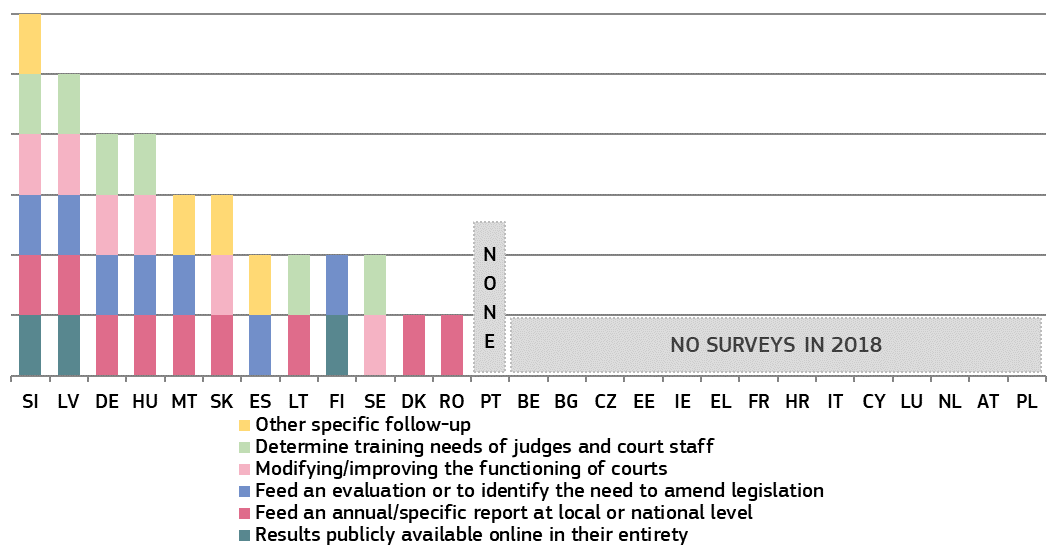 N
O
N
E
NO SURVEYS IN 2018
SI LV DE HU MT SK ES LT FI SE DK RO PT BE BG CZ EE IE EL FR HR IT CY LU NL AT PL
Other specific follow-up
Determine training needs of judges and court staff
Modifying/improving the functioning of courts
Feed an evaluation or to identify the need to amend legislation
Feed an annual/specific report at local or national level
Results publicly available online in their entirety